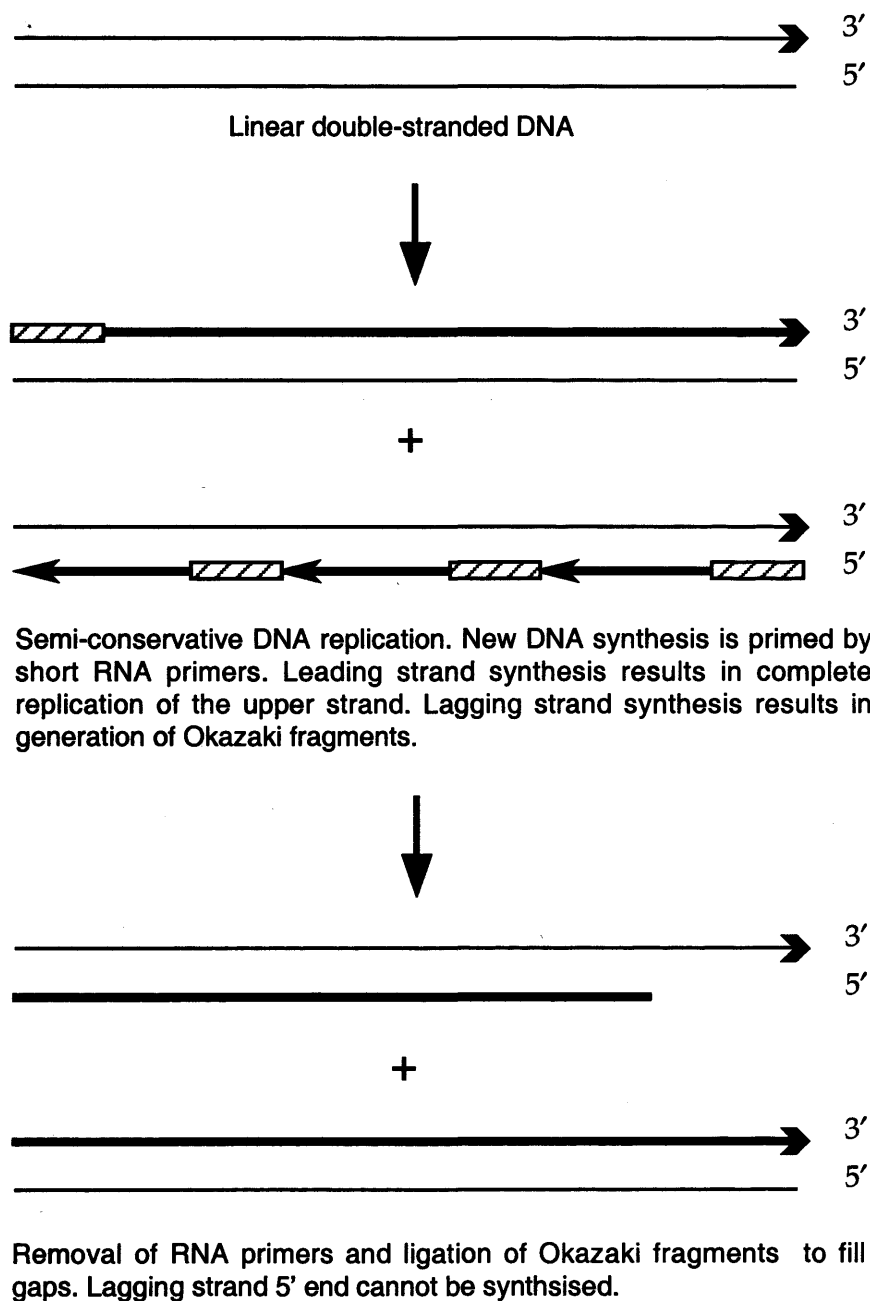 3′
5′
Linear double-stranded DNA
3′
5′
+
3′
5′
Semi-conservative DNA replication. New DNA synthesis is primed by
short RNA primers. Leading strand synthesis results in complete
replication of the upper strand. Lagging strand synthesis results in
generation of Okazaki fragments.
3′
5′
+
3′
5′
Removal of RNA primers and ligation of Okazaki fragments to fill
gaps. Lagging strand 5' end cannot be synthsised.